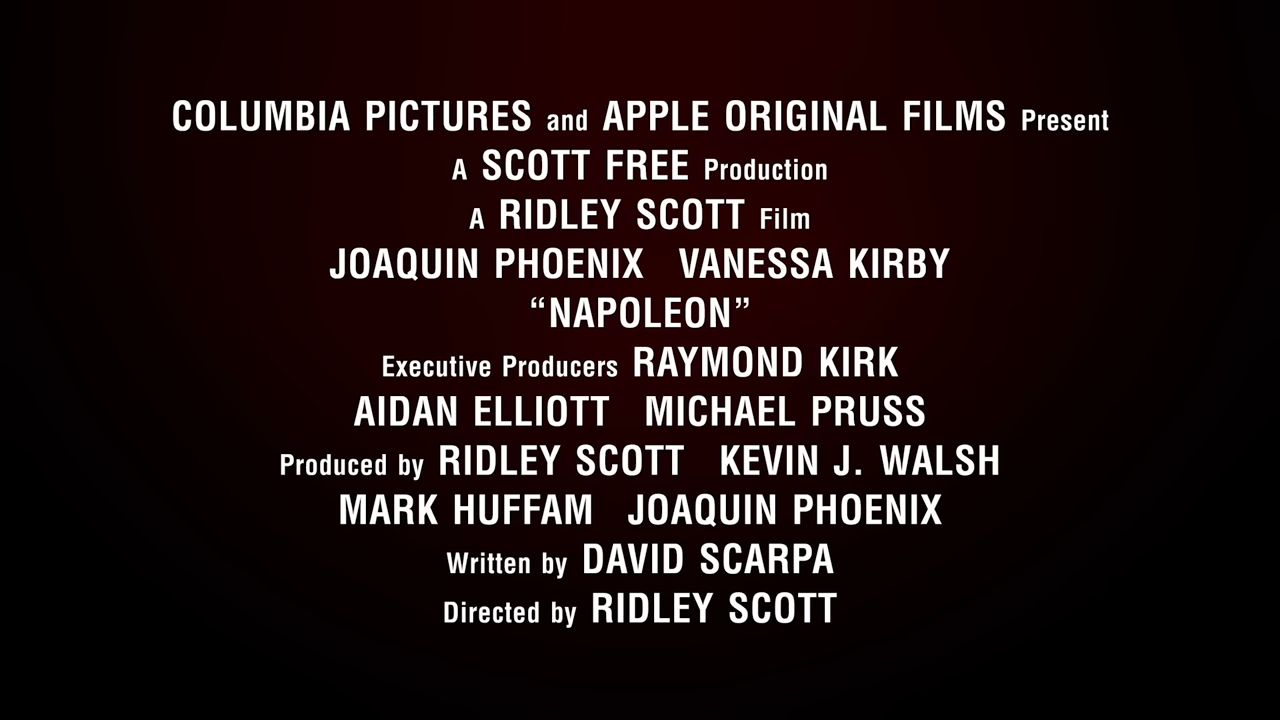 COLUMBIA PICTURES and APPLE ORIGINAL FILMS Present
A SCOTT FREE Production
A RIDLEY SCOTT Film
JOAQUIN PHOENIX VANESSA KIRBY
“NAPOLEON”
Executive Producers RAYMOND KIRK
AIDAN ELLIOTT MICHAEL PRUSS
Produced by RIDLEY SCOTT KEVIN J. WALSH
MARK HUFFAM JOAQUIN PHOENIX
Written by DAVID SCARPA
Directed by RIDLEY SCOTT